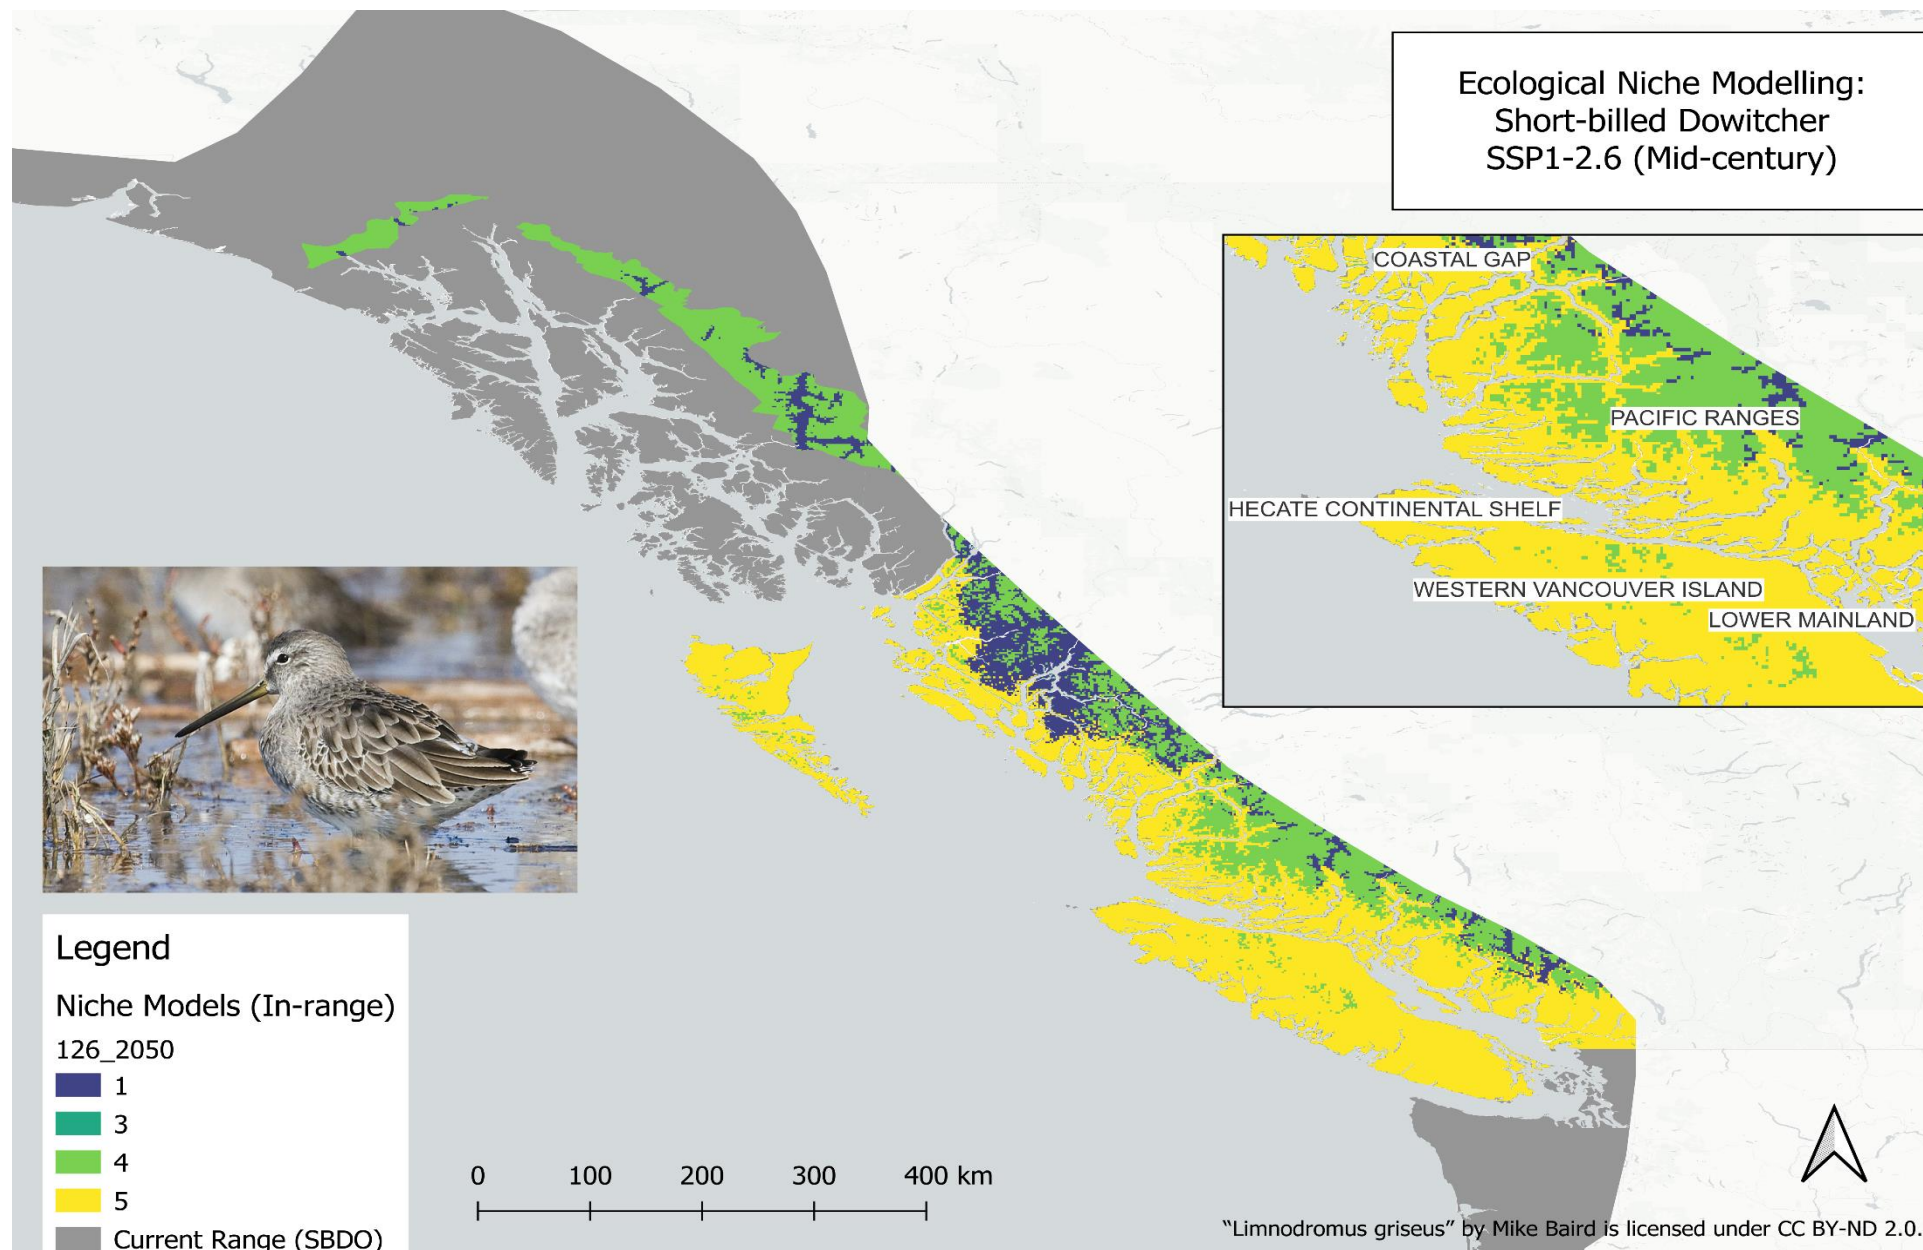 Ecological Niche Modelling:
Short-billed Dowitcher
SSP1-2.6 (Mid-century)
COASTAL GAP
PACIFIC RANGES
HECATE CONTINENTAL SHELF
WESTERN VANCOUVER ISLAND
LOWER MAINLAND
Legend
Niche Models (In-range)
126_2050
1
3
4
5
Current Range (SBDO)
0 100 200 300 400 km
"Limnodromus griseus" by Mike Baird is licensed under CC BY-ND 2.0.